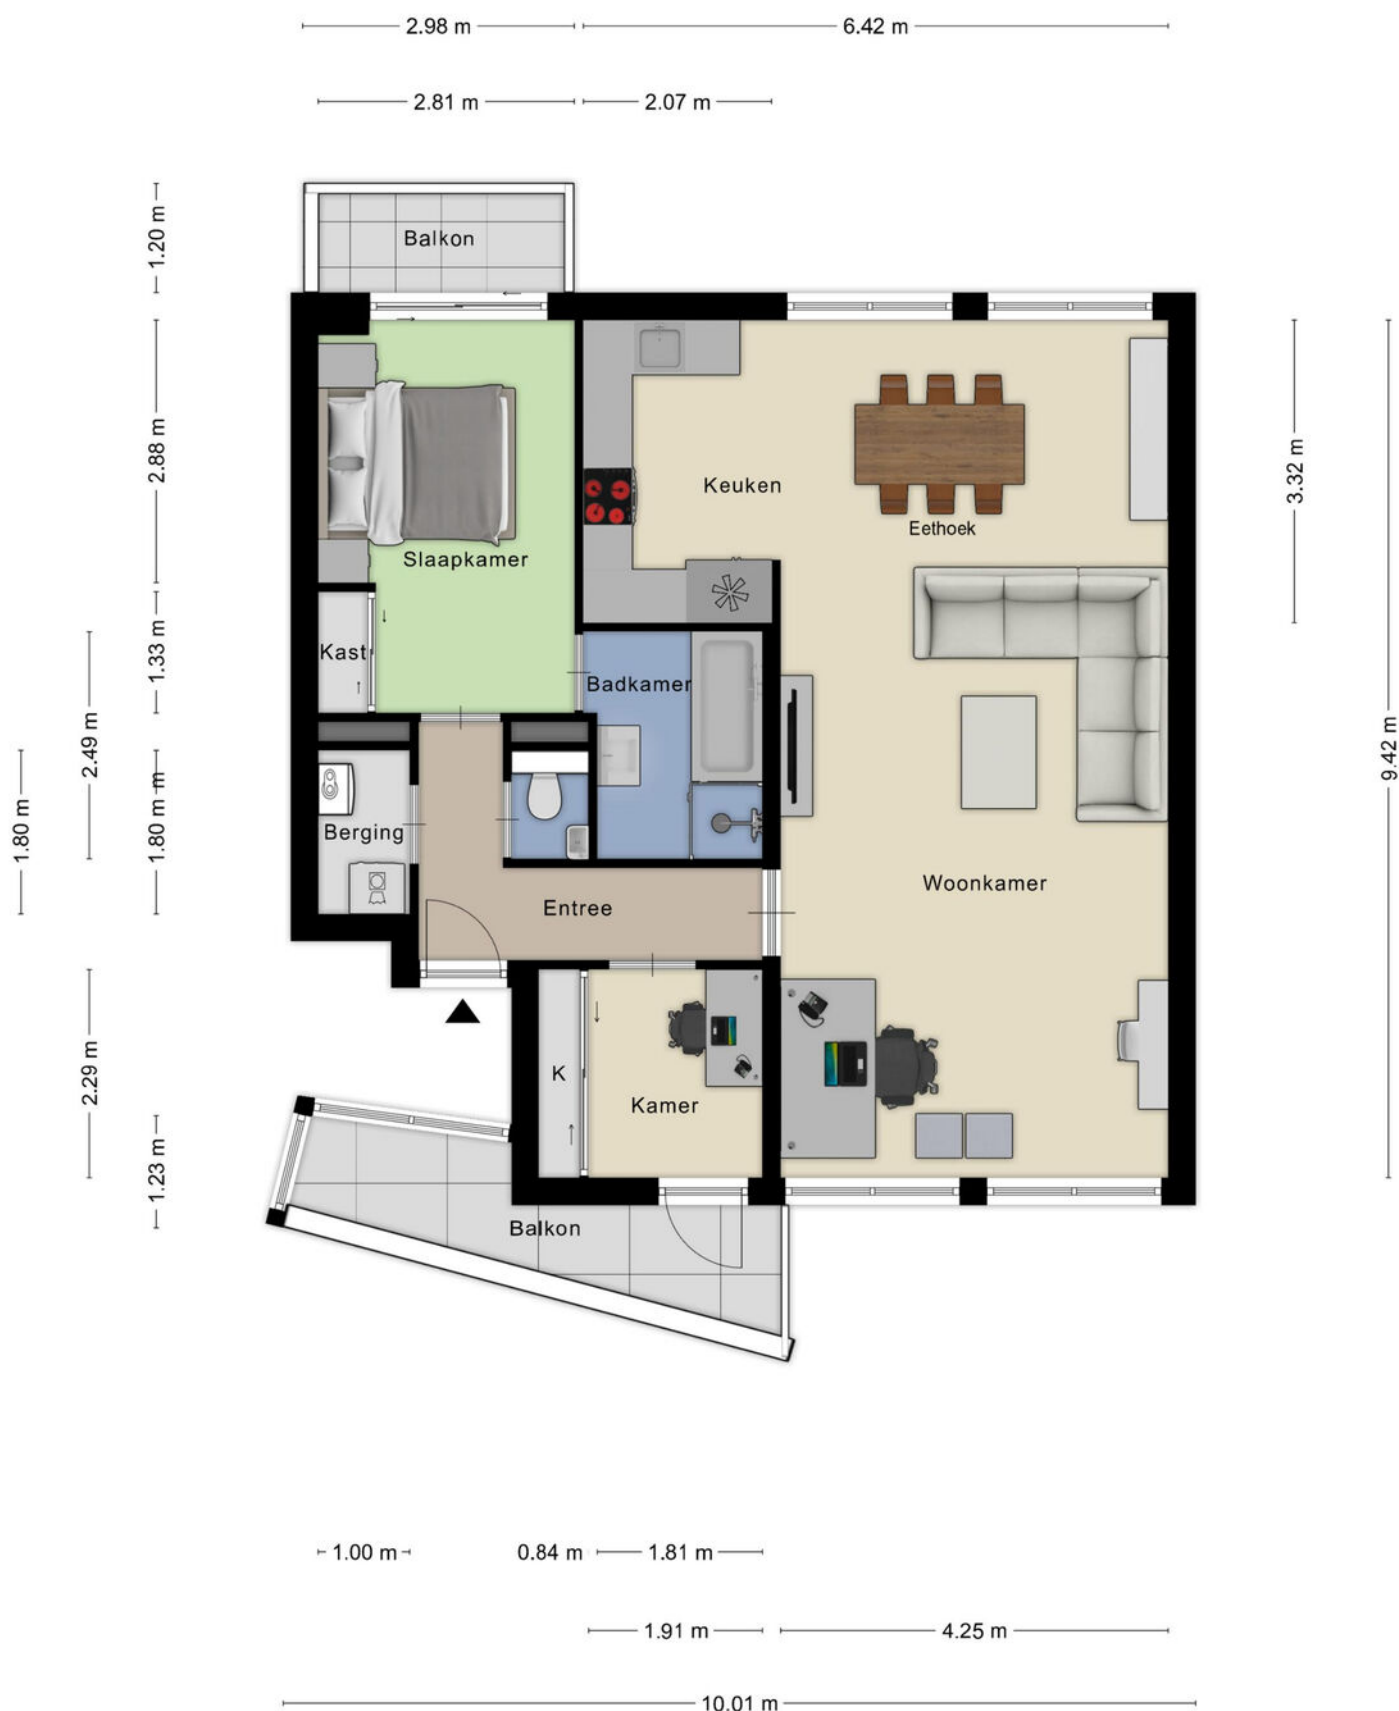 2.98 m
6.42 m
2.81 m
2.07 m
1.20 m
Balkon
2.88 m
3.32 m
Keuken
Eethoek
Slaapkamer
1.33 m
Kast
Badkamer
2.49 m
9.42 m
1.80 m
1.80 m
m
Berging
Woonkamer
Entree
2.29 m
K
Kamer
1.23 m
Balkon
1.00 m
0.84 m
1.81 m
1.91 m
4.25 m
10.01 m